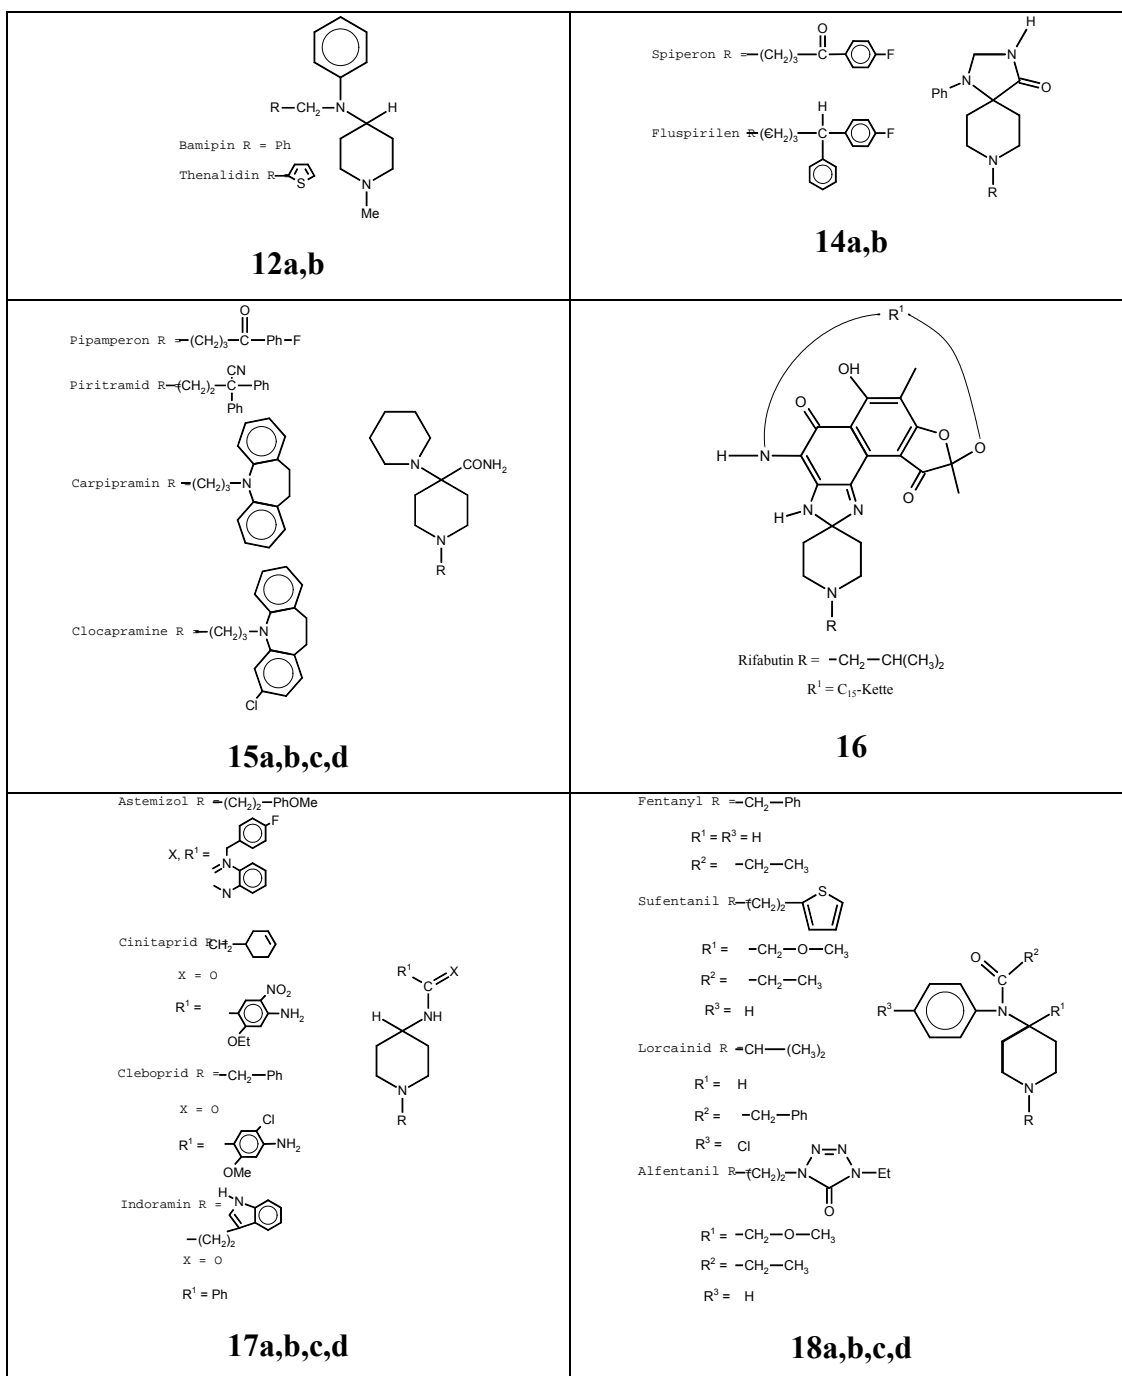 R—CH₂—N
H
Bamipin R = Ph
Thenalidin R
S
N
Me
12a,b
Spiperon R = —(CH₂)₃—C
O
F
Fluspirilen R =(CH₂)₃—C
H
F
H
N
N
Ph
O
N
R
14a,b
Pipamperon R = —(CH₂)₃—C—Ph—F
O
Piritramid R = (CH₂)₂—C—Ph
CN
Ph
Carpipramin R = —(CH₂)₃—N
Clocapramine R = —(CH₂)₃—N
Cl
N
CONH₂
N
R
15a,b,c,d
R¹
OH
O
O
O
H—N
O
H—N
N
N
R
Rifabutin R = —CH₂—CH(CH₃)₂
R¹ = C₁₅-Kette
16
Astemizol R = —(CH₂)₂—PhOMe
F
X, R¹ =
N
N
Cinitaprid R = CH₂
X = O
R¹ =
NO₂
NH₂
OEt
Cleboprid R = —CH₂—Ph
X = O
R¹ =
Cl
NH₂
OMe
Indoramin R =
H
N
—(CH₂)₂
X = O
R¹ = Ph
R¹
X
C
H
NH
N
R
17a,b,c,d
Fentanyl R = —CH₂—Ph
R¹ = R³ = H
R² = —CH₂—CH₃
Sufentanil R = (CH₂)₂
S
R¹ = —CH₂—O—CH₃
R² = —CH₂—CH₃
R³ = H
Lorcainid R = —CH—(CH₃)₂
R¹ = H
R² = —CH₂—Ph
R³ = Cl
Alfentanil R = (CH₂)₂—N
N=N
N—Et
O
R¹ = —CH₂—O—CH₃
R² = —CH₂—CH₃
R³ = H
O
R²
C
R³
N
R¹
N
R
18a,b,c,d